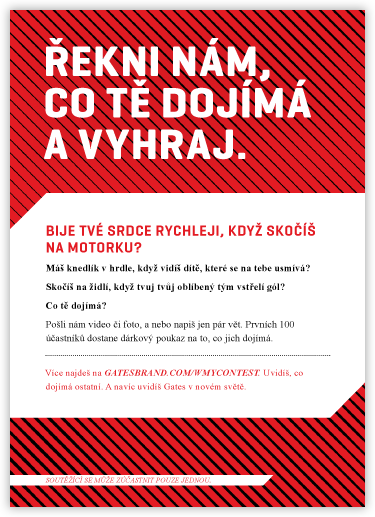 ŘEKNI NÁM,
CO TĚ DOJÍMÁ
A VYHRAJ.
BIJE TVÉ SRDCE RYCHLEJI, KDYŽ SKOČÍŠ
NA MOTORKU?
Máš knedlík v hrdle, když vidíš dítě, které se na tebe usmívá?
Skočíš na židli, když tvuj tvůj oblíbený tým vstřelí gól?
Co tě dojímá?
Pošli nám video či foto, a nebo napiš jen pár vět. Prvních 100
účastníků dostane dárkový poukaz na to, co jich dojímá.
Více najdeš na GATESBRAND.COM/WMYCONTEST. Uvidíš, co
dojímá ostatní. A navíc uvidíš Gates v novém světě.
SOUTĚŽÍCÍ SE MŮŽE ZÚČASTNIT POUZE JEDNOU.